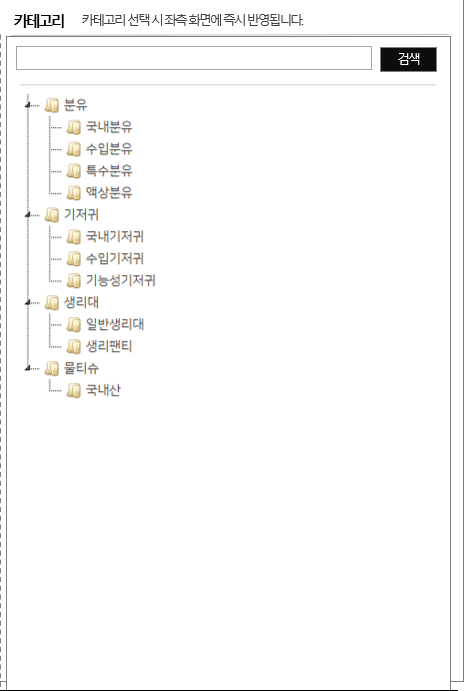 카테고리 카테고리 선택 시 좌측 화면에 즉시 반영됩니다.
검색
분유
국내분유
수입분유
특수분유
액상분유
기저귀
국내기저귀
수입기저귀
기능성기저귀
생리대
일반생리대
생리팬티
물티슈
국내산